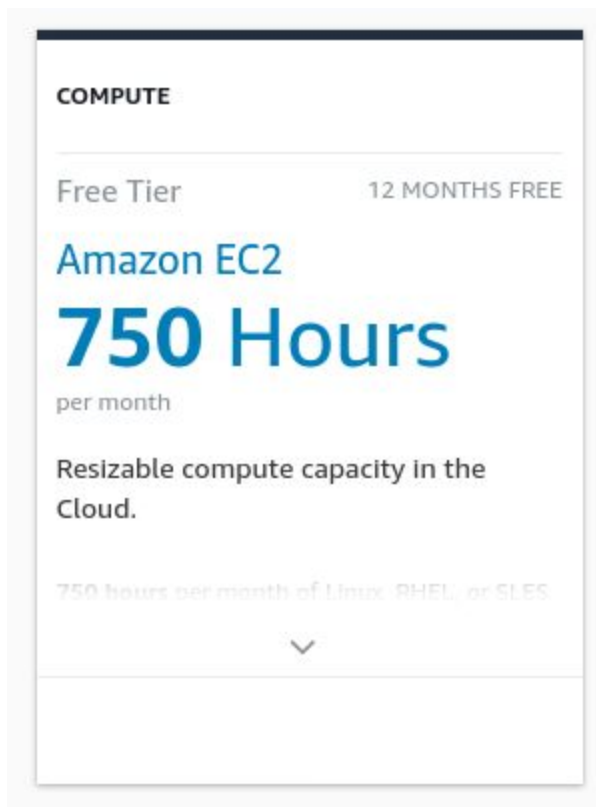 COMPUTE
Free Tier 12 MONTHS FREE
Amazon EC2
750 Hours
per month
Resizable compute capacity in the
Cloud.
750 hours per month of Linux, RHEL, or SLES